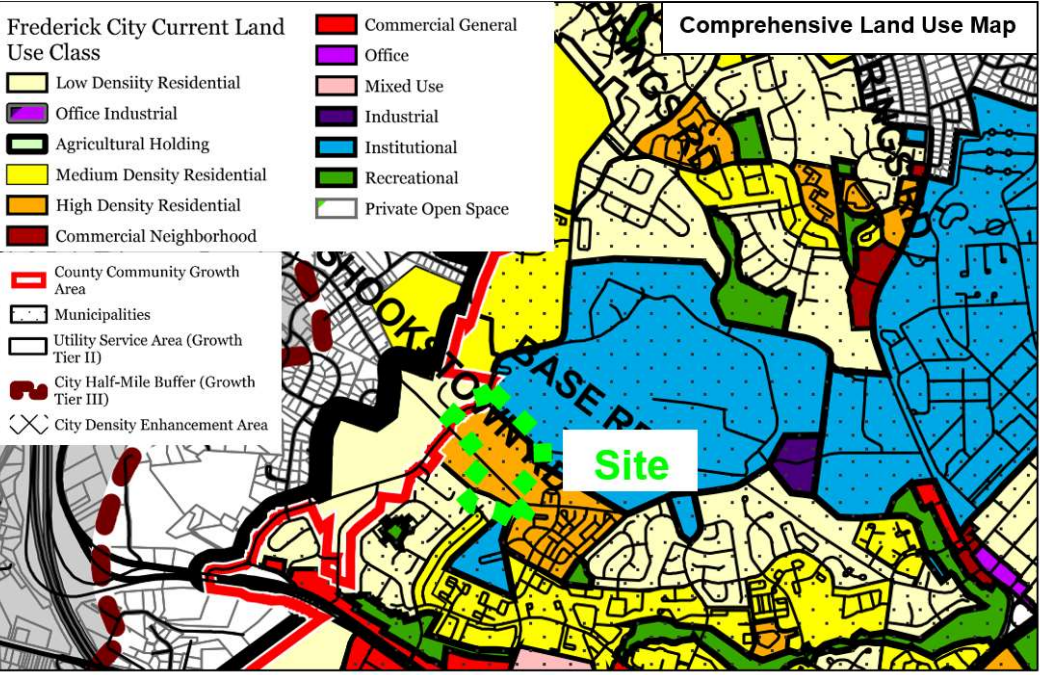 Comprehensive Land Use Map
Frederick City Current Land
Use Class
Low Densiity Residential
Office Industrial
Agricultural Holding
Medium Density Residential
High Density Residential
Commercial Neighborhood
Commercial General
Office
Mixed Use
Industrial
Institutional
Recreational
Private Open Space
County Community Growth
Area
Municipalities
Utility Service Area (Growth
Tier II)
City Half-Mile Buffer (Growth
Tier III)
City Density Enhancement Area
SHOOKSTOWN RD
BASE RE
Site